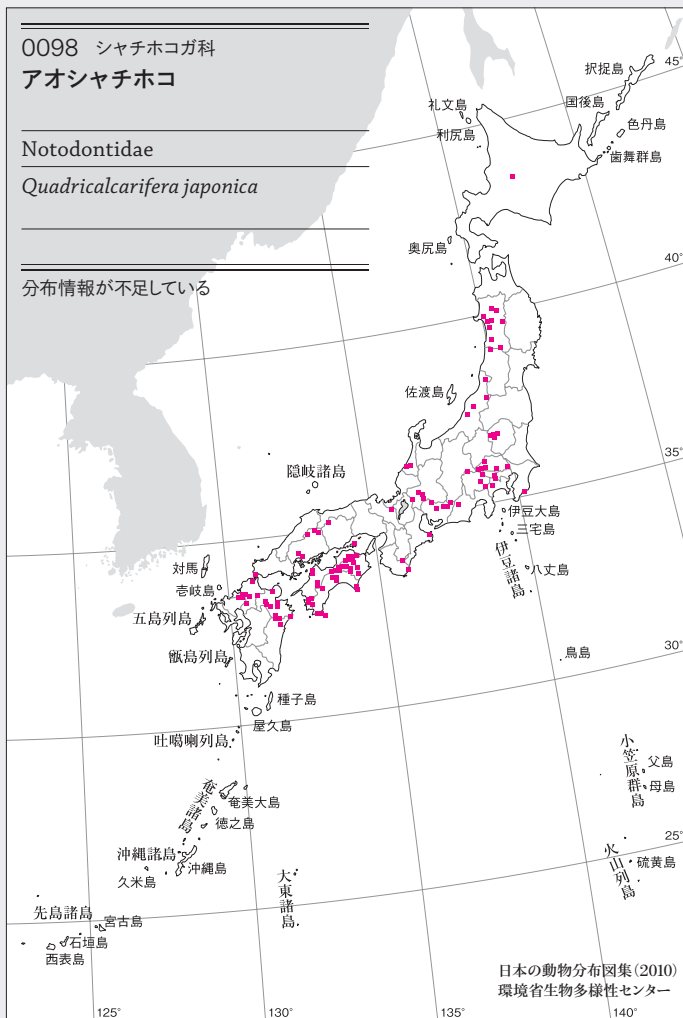 0098 シャチホコガ科
アオシャチホコ
Notodontidae
Quadricalcarifera japonica
分布情報が不足している
択捉島
45°
礼文島
国後島
色丹島
利尻島
歯舞群島
奥尻島
40°
佐渡島
35°
隠岐諸島
伊豆大島
三宅島
伊豆諸島
八丈島
対馬
壱岐島
五島列島
鳥島
30°
甑島列島
種子島
屋久島
吐噶喇列島
小笠原群島
父島
母島
奄美諸島
奄美大島
徳之島
25°
沖縄諸島
沖縄島
久米島
火山列島
硫黄島
大東諸島
先島諸島
宮古島
石垣島
西表島
日本の動物分布図集(2010)
環境省生物多様性センター
125°
130°
135°
140°